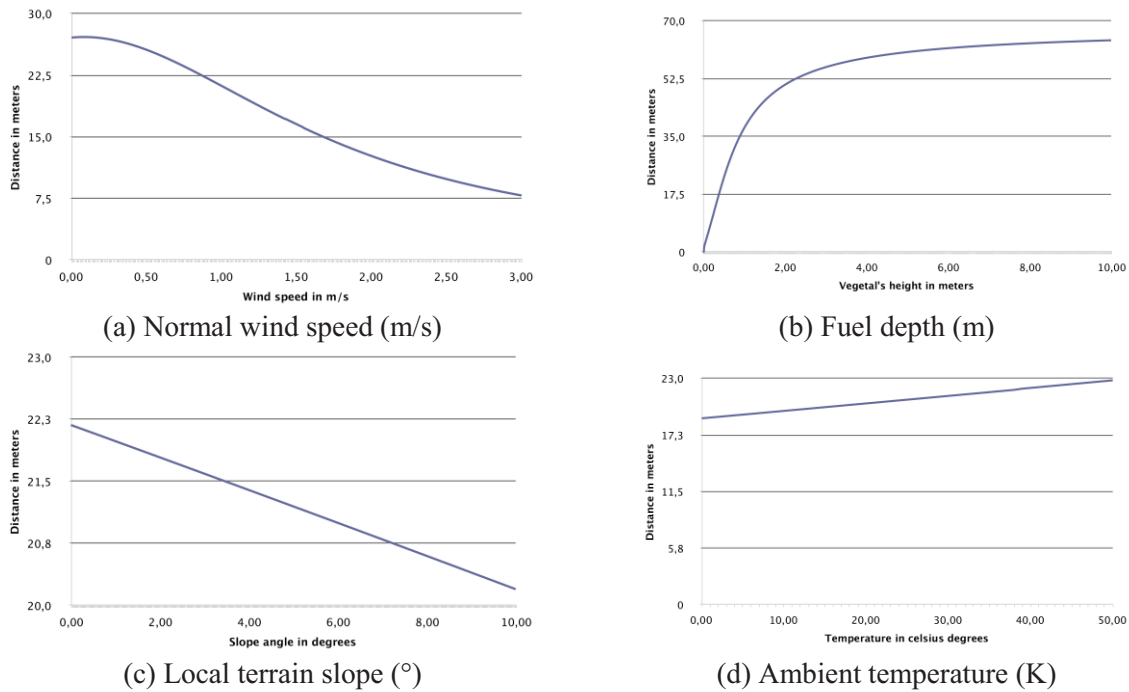 30,0
22,5
15,0
7,5
0
Distance in meters
0,00 0,50 1,00 1,50 2,00 2,50 3,00
Wind speed in m/s
(a) Normal wind speed (m/s)
70,0
52,5
35,0
17,5
0
Distance in meters
0,00 2,00 4,00 6,00 8,00 10,00
Vegetal's height in meters
(b) Fuel depth (m)
23,0
22,3
21,5
20,8
20,0
Distance in meters
0,00 2,00 4,00 6,00 8,00 10,00
Slope angle in degrees
(c) Local terrain slope (°)
23,0
17,3
11,5
5,8
0
Distance in meters
0,00 10,00 20,00 30,00 40,00 50,00
Temperature in celsius degrees
(d) Ambient temperature (K)